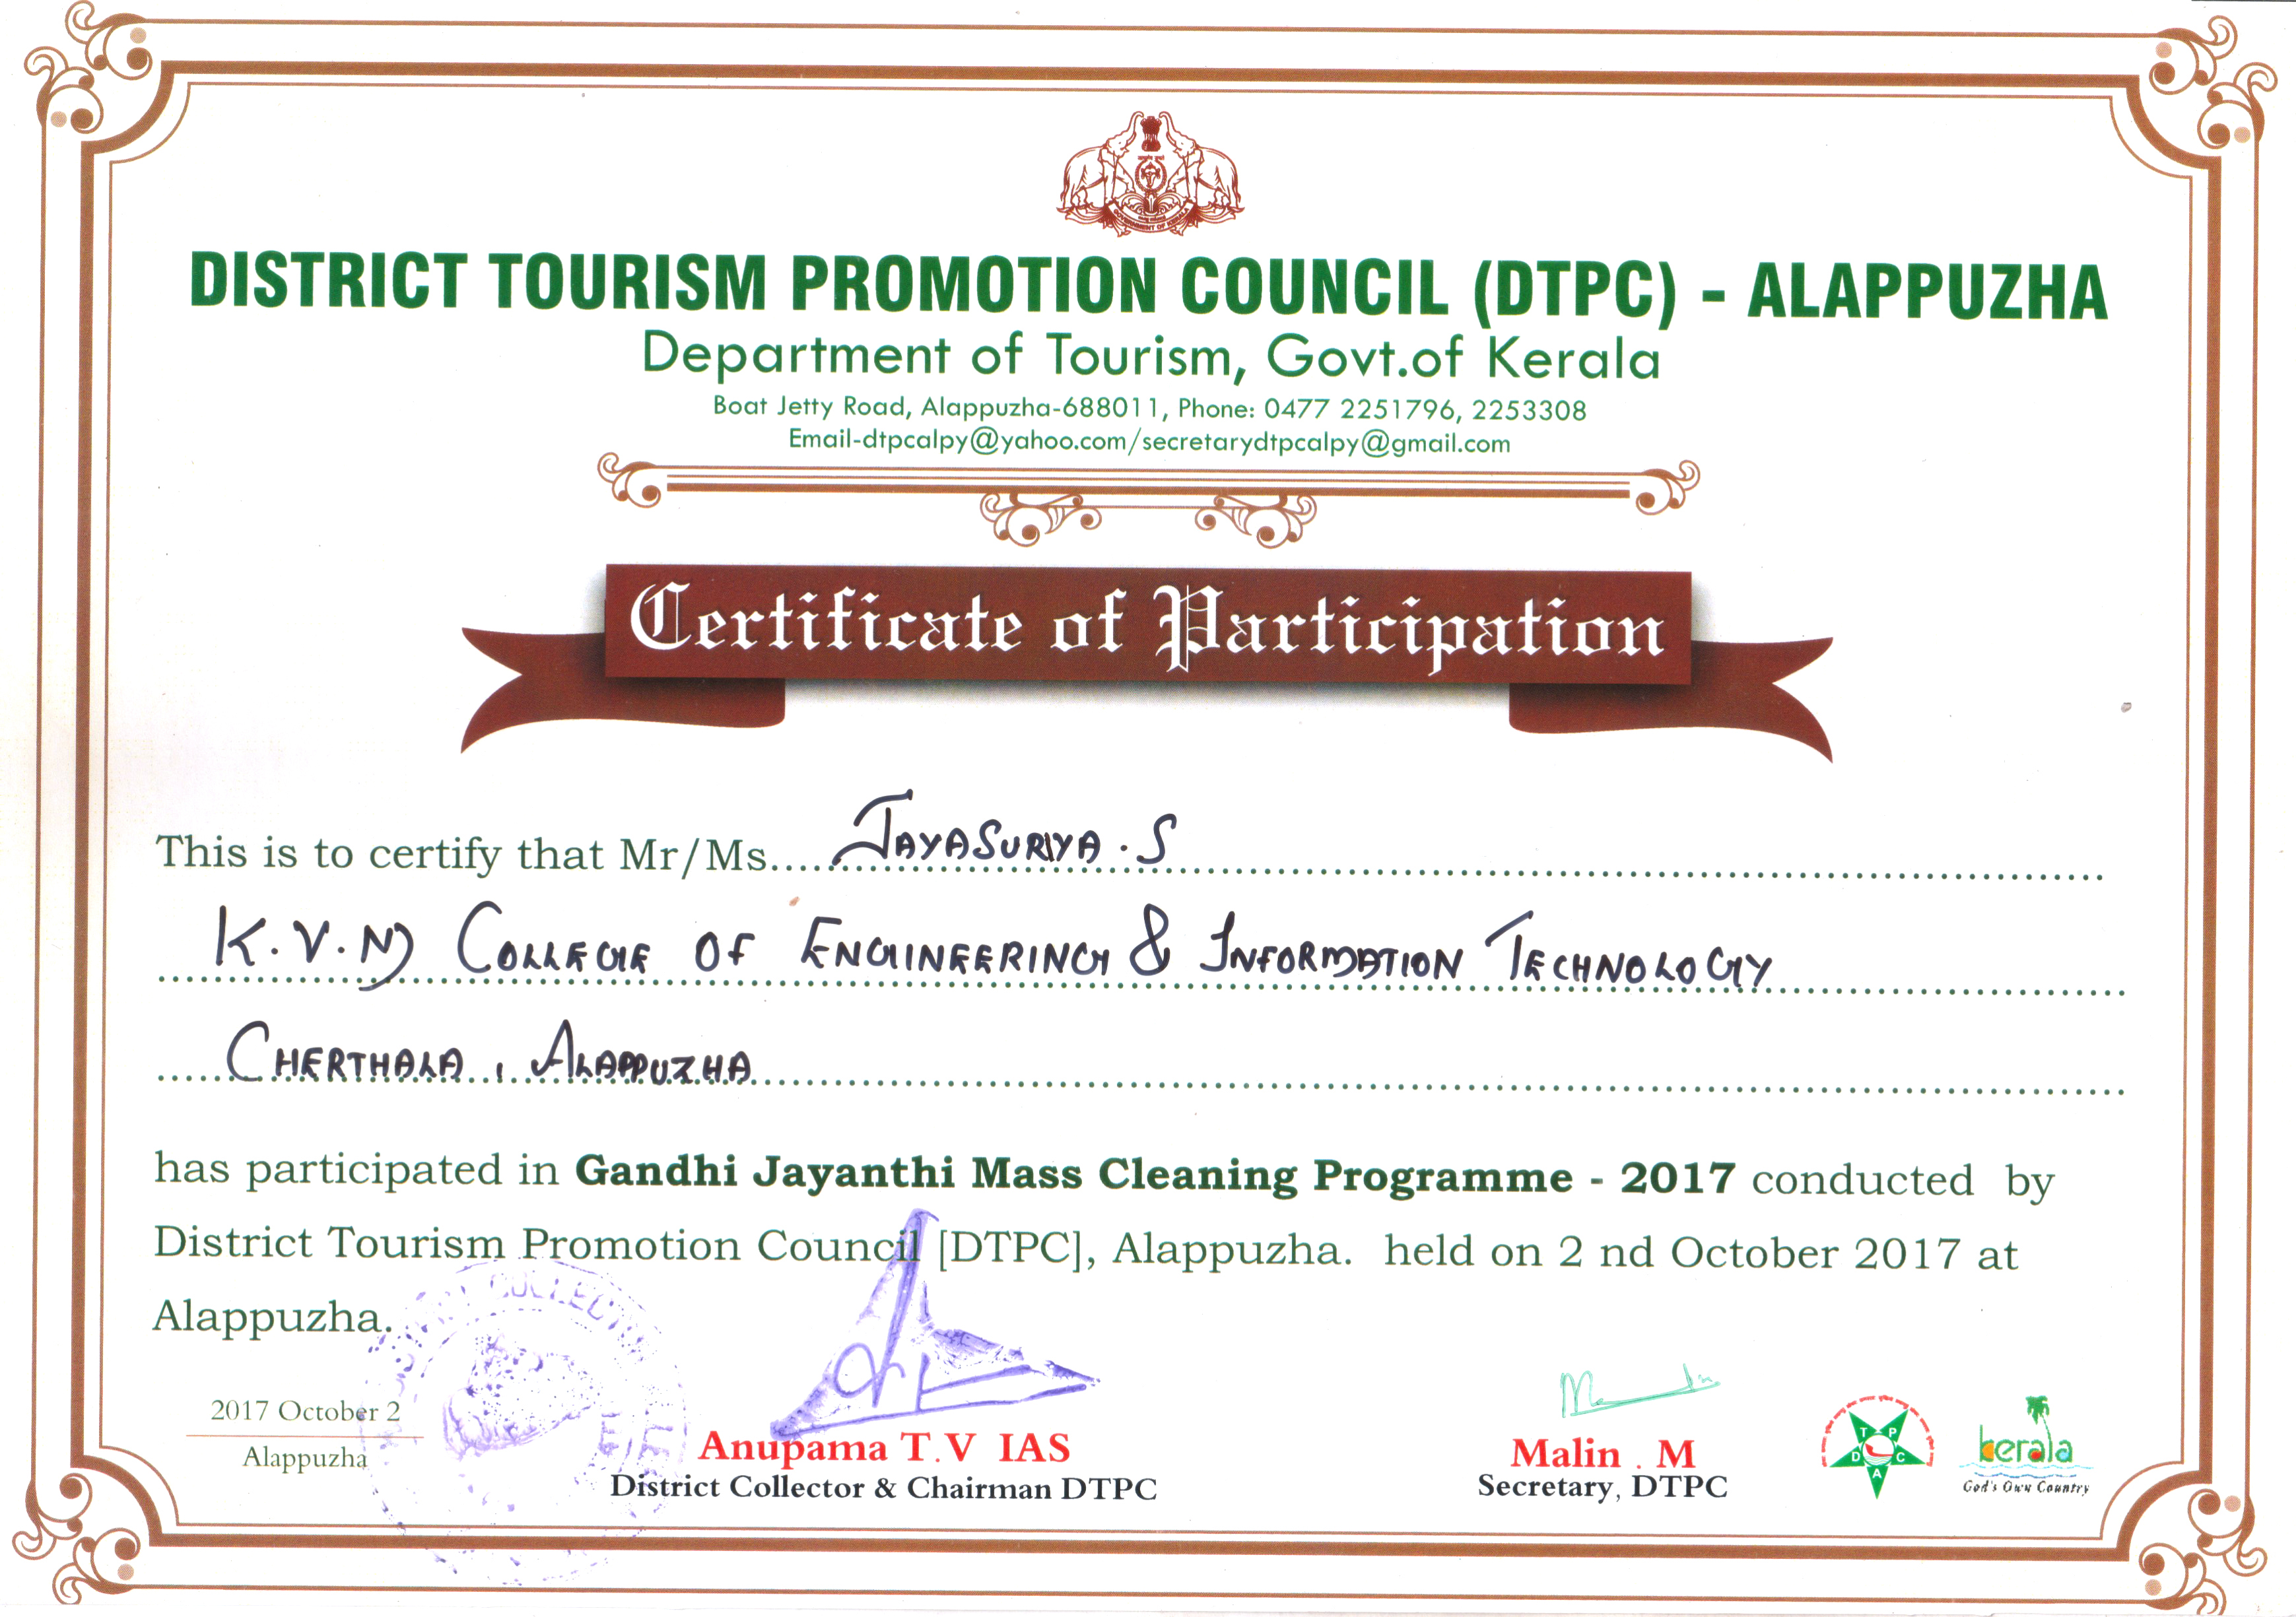 DISTRICT TOURISM PROMOTION COUNCIL (DTPC) - ALAPPUZHA
Department of Tourism, Govt.of Kerala
Boat Jetty Road, Alappuzha-688011, Phone: 0477 2251796, 2253308
Email-dtpcalpy@yahoo.com/secretarydtpcalpy@gmail.com
Certificate of Participation
This is to certify that Mr/Ms....JAYASURIYA . S
K.V.M COLLEGE OF ENGINEERING & INFORMATION TECHNOLOGY
CHERTHALA , ALAPPUZHA
has participated in Gandhi Jayanthi Mass Cleaning Programme - 2017 conducted by
District Tourism Promotion Council [DTPC], Alappuzha. held on 2 nd October 2017 at
Alappuzha.
2017 October 2
Alappuzha
Anupama T.V IAS
District Collector & Chairman DTPC
Malin . M
Secretary, DTPC
D T P C A
kerala
God's Own Country